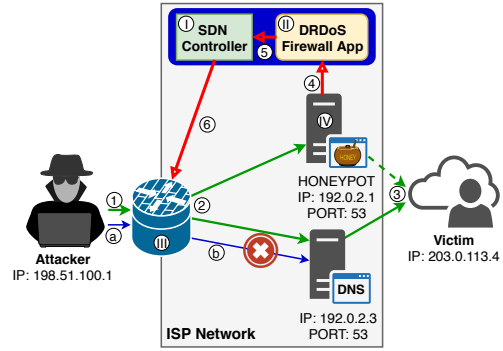 I
SDN
Controller
II
DRDoS
Firewall App
5
4
6
IV
HONEY
HONEYPOT
IP: 192.0.2.1
PORT: 53
1
2
3
a
b
III
Attacker
IP: 198.51.100.1
Victim
IP: 203.0.113.4
DNS
IP: 192.0.2.3
PORT: 53
ISP Network